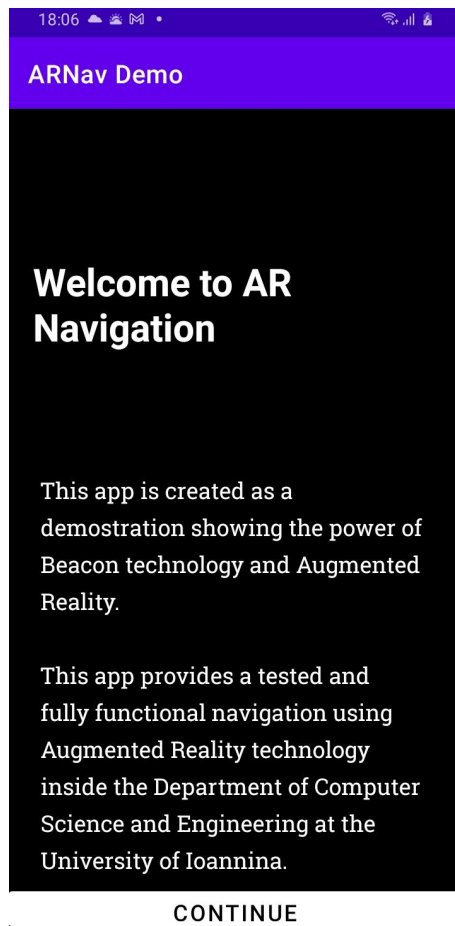 18:06
ARNav Demo
Welcome to AR
Navigation
This app is created as a
demostration showing the power of
Beacon technology and Augmented
Reality.
This app provides a tested and
fully functional navigation using
Augmented Reality technology
inside the Department of Computer
Science and Engineering at the
University of Ioannina.
CONTINUE